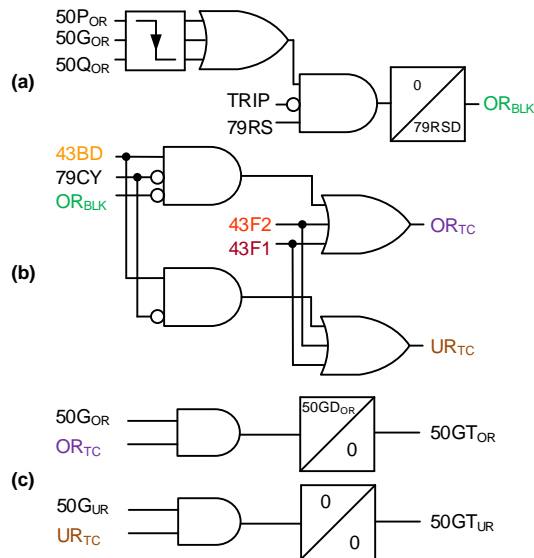 50POR
50GOR
50QOR
(a)
0
79RSD
ORBLK
TRIP
79RS
43BD
79CY
ORBLK
43F2
43F1
ORTC
(b)
URTC
50GOR
ORTC
50GDOR
0
50GTOR
(c)
50GUR
URTC
0
0
50GTUR